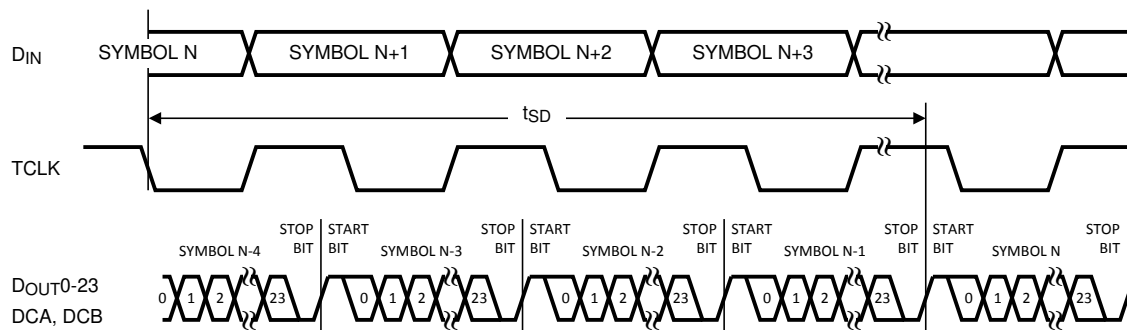 DIN SYMBOL N SYMBOL N+1 SYMBOL N+2 SYMBOL N+3
tSD
TCLK
STOP START STOP START STOP START STOP START STOP
SYMBOL N-4 SYMBOL N-3 SYMBOL N-2 SYMBOL N-1 SYMBOL N
BIT BIT BIT BIT BIT BIT BIT BIT BIT
DOUT0-23
0 1 2 23 0 1 2 23 0 1 2 23 0 1 2 23 0 1 2 23
DCA, DCB